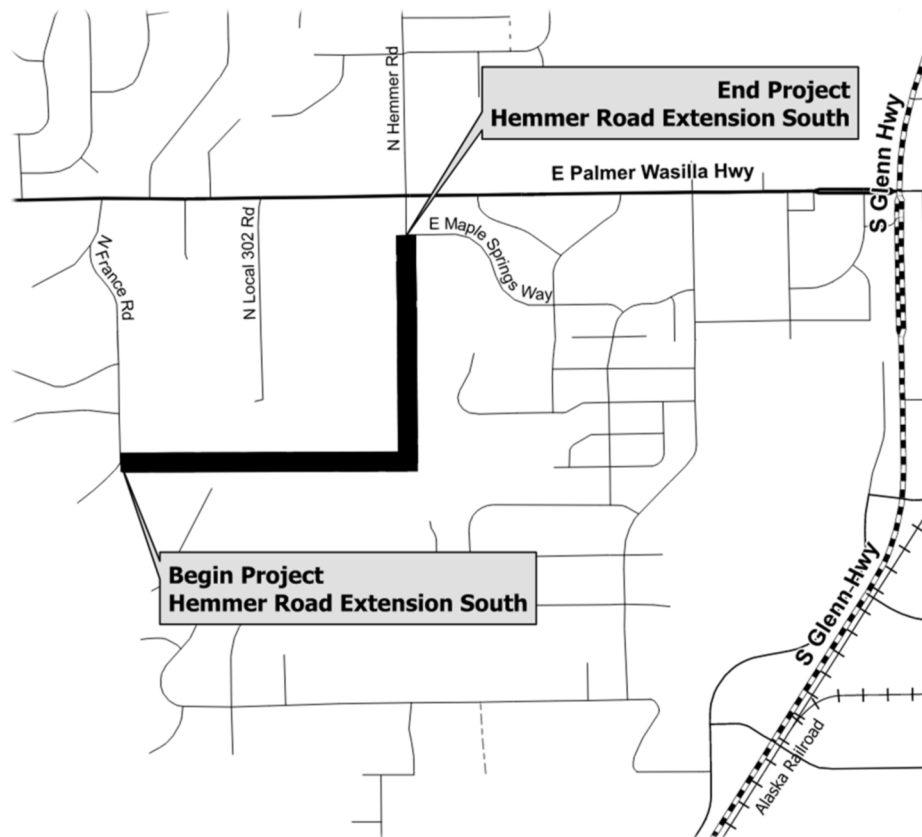 N Hemmer Rd
End Project
Hemmer Road Extension South
S Glenn Hwy
E Palmer Wasilla Hwy
N France Rd
N Local 302 Rd
E Maple Springs Way
Begin Project
Hemmer Road Extension South
S Glenn Hwy
Alaska Railroad